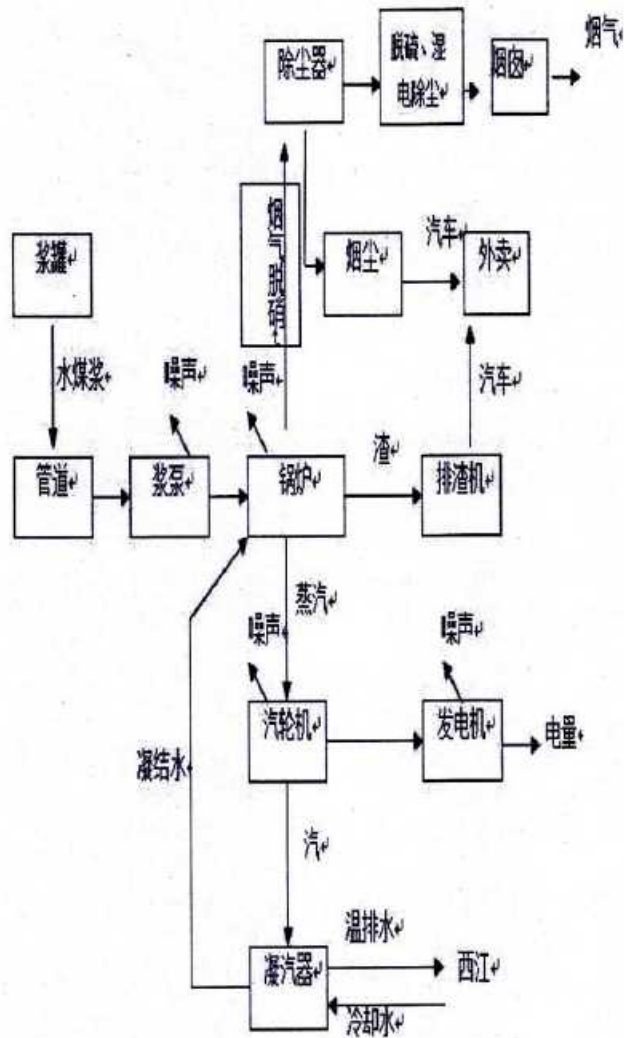 烟气
除尘器
脱硫、湿
电除尘
烟囱
烟气脱硝
浆罐
烟尘
汽车
外卖
水煤浆
噪声
噪声
汽车
管道
浆泵
锅炉
渣
排渣机
蒸汽
噪声
噪声
汽轮机
发电机
电量
凝结水
汽
温排水
凝汽器
西江
冷却水